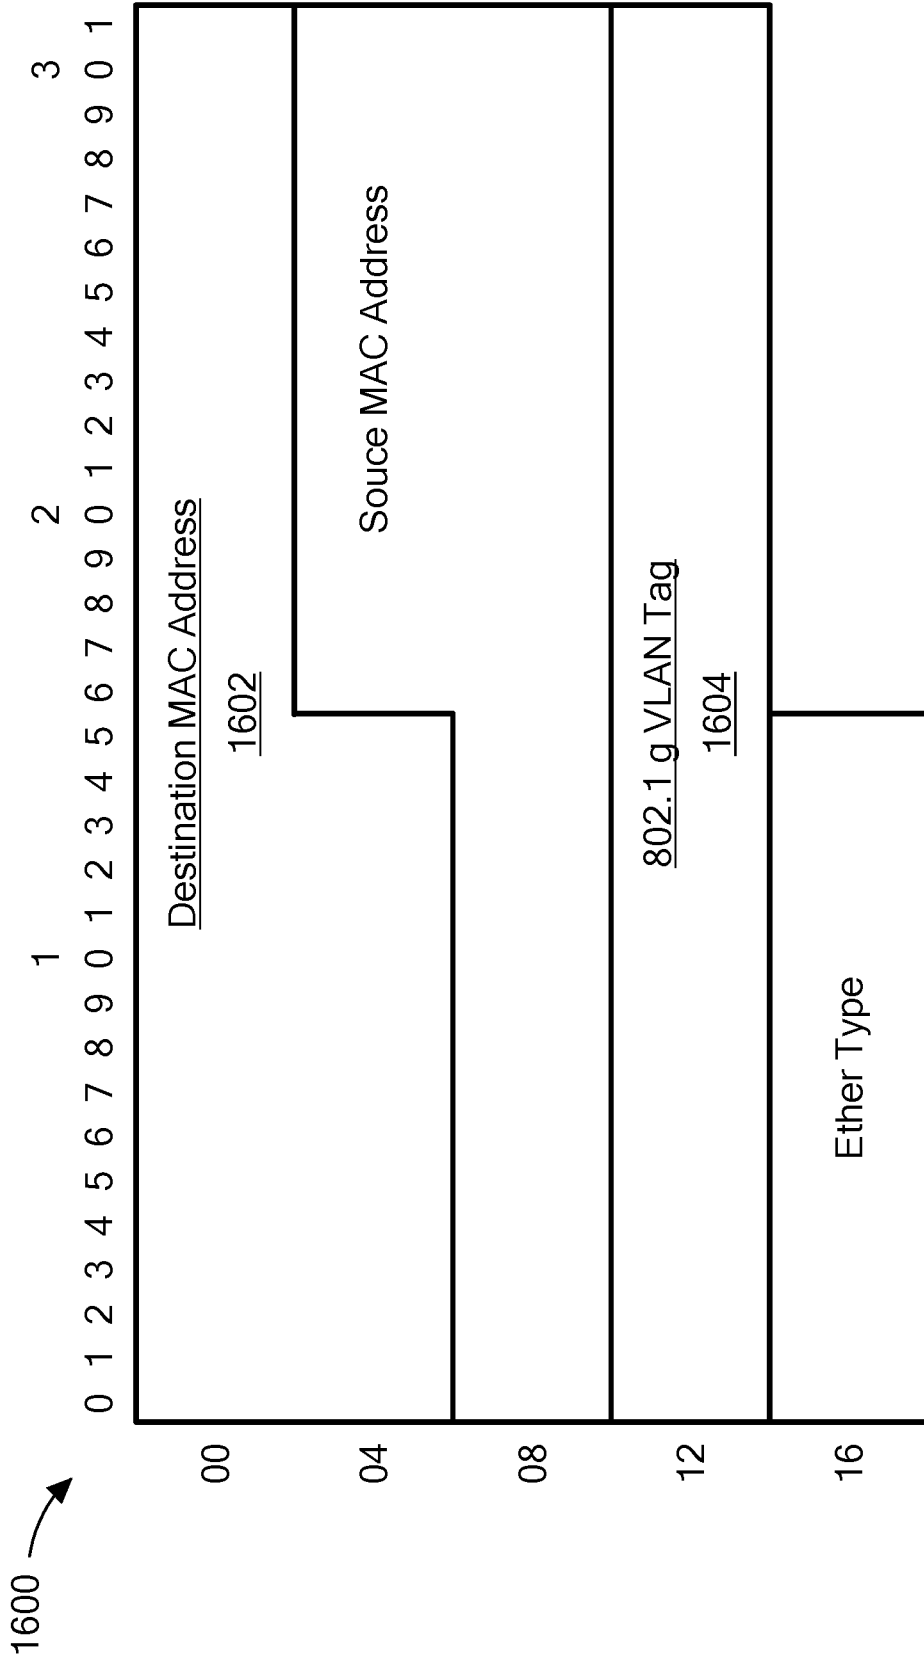 1600
1 2 3
0 1 2 3 4 5 6 7 8 9 0 1 2 3 4 5 6 7 8 9 0 1 2 3 4 5 6 7 8 9 0 1
00
Destination MAC Address
1602
04
Souce MAC Address
08
12
802.1 g VLAN Tag
1604
16
Ether Type